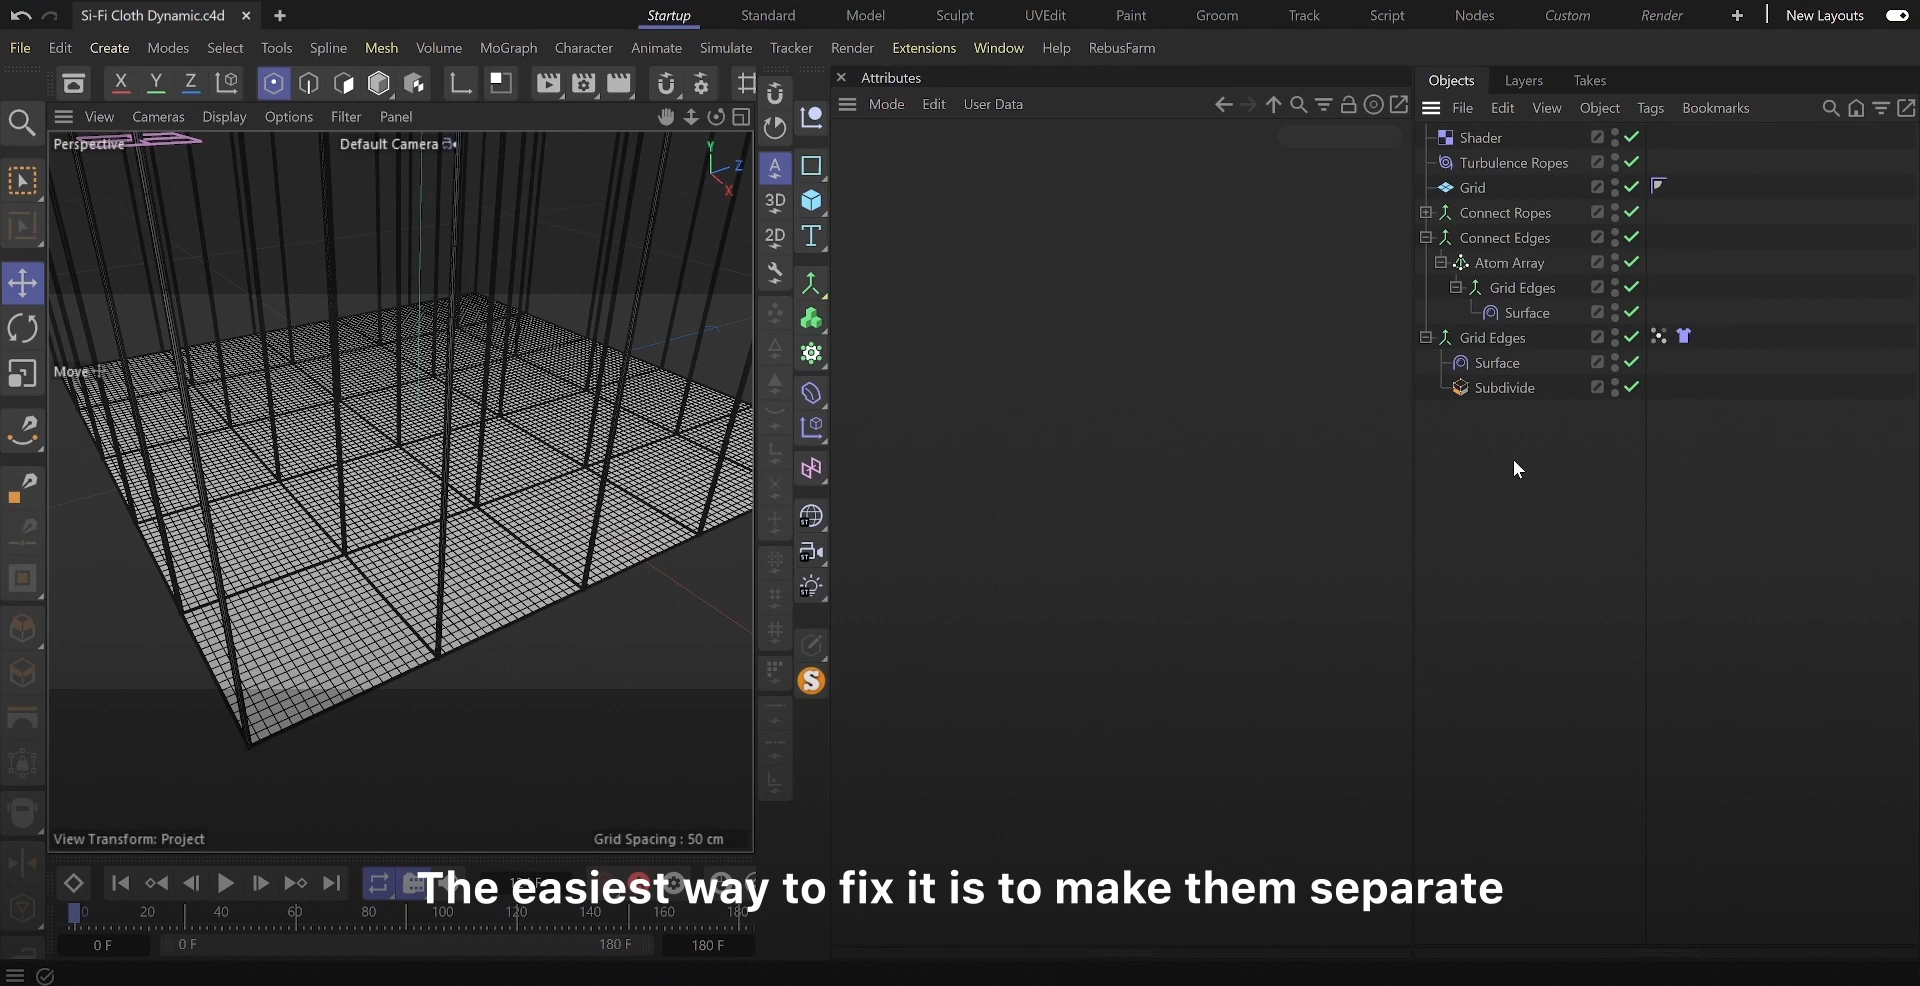 Si-Fi Cloth Dynamic.c4d
Startup Standard Model Sculpt UVEdit Paint Groom Track Script Nodes Custom Render New Layouts
File Edit Create Modes Select Tools Spline Mesh Volume MoGraph Character Animate Simulate Tracker Render Extensions Window Help RebusFarm
X Y Z
View Cameras Display Options Filter Panel
Perspective
Default Camera
Y
Z
X
Move
View Transform: Project
Grid Spacing : 50 cm
A
3D
2D
T
ST
ST
ST
S
Attributes
Mode Edit User Data
Objects Layers Takes
File Edit View Object Tags Bookmarks
Shader
Turbulence Ropes
Grid
Connect Ropes
Connect Edges
Atom Array
Grid Edges
Surface
Grid Edges
Surface
Subdivide
The easiest way to fix it is to make them separate
0 20 40 60 80 100 120 140 160 180
0 F 0 F 180 F 180 F